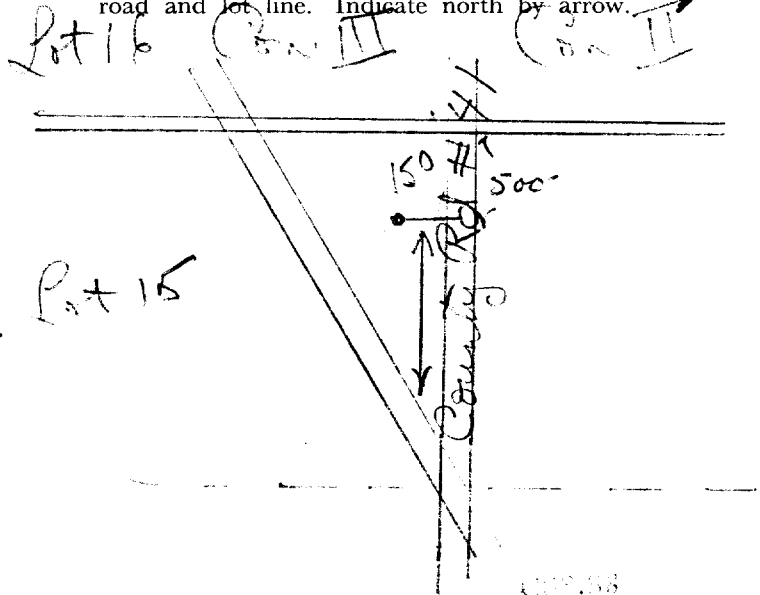 road and lot line. Indicate north by arrow.
Lot 16 Con III Con II
150 500
County Rd # 41
Lot 15